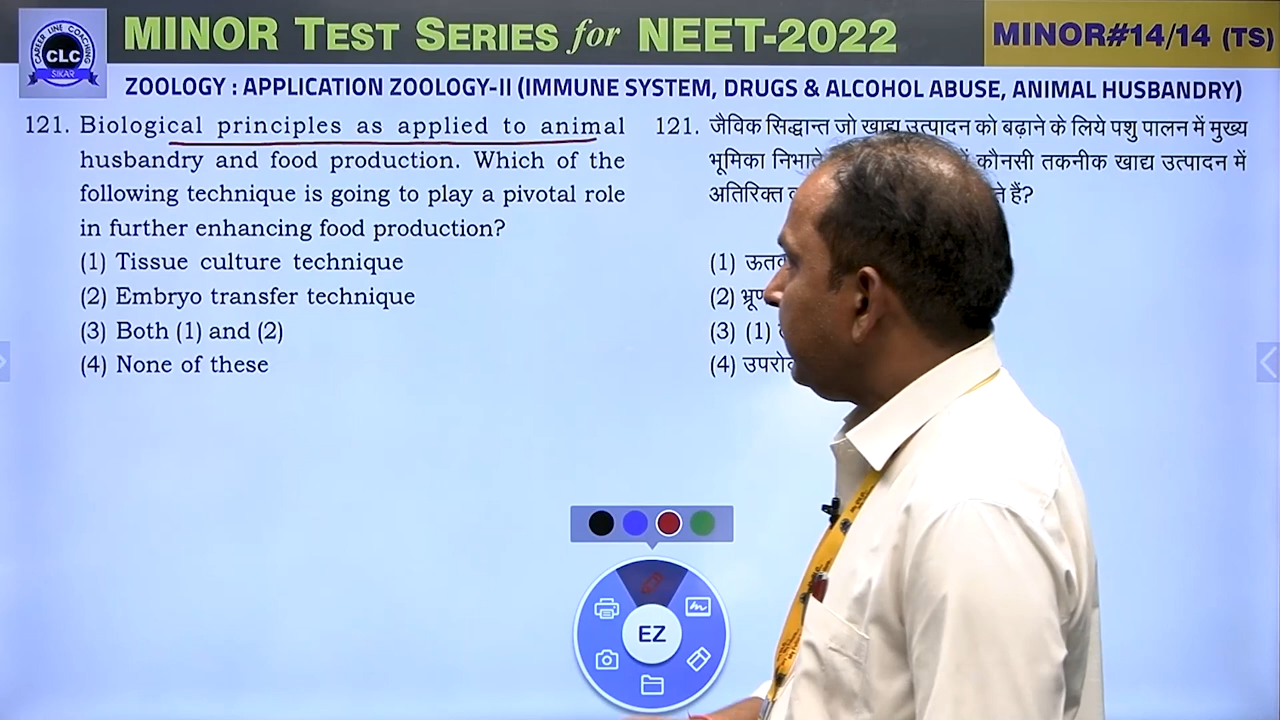 CAREER LINE COACHING
CLC
SIKAR
MINOR TEST SERIES for NEET-2022
MINOR#14/14 (TS)
ZOOLOGY : APPLICATION ZOOLOGY-II (IMMUNE SYSTEM, DRUGS & ALCOHOL ABUSE, ANIMAL HUSBANDRY)
121. Biological principles as applied to animal
husbandry and food production. Which of the
following technique is going to play a pivotal role
in further enhancing food production?
(1) Tissue culture technique
(2) Embryo transfer technique
(3) Both (1) and (2)
(4) None of these
121. जैविक सिद्धान्त जो खाद्य उत्पादन को बढ़ाने के लिये पशु पालन में मुख्य
भूमिका कौनसी तकनीक खाद्य उत्पादन में
अतिरिक्त हैं?
(1)
(2)
(3) (1)
(4)
EZ